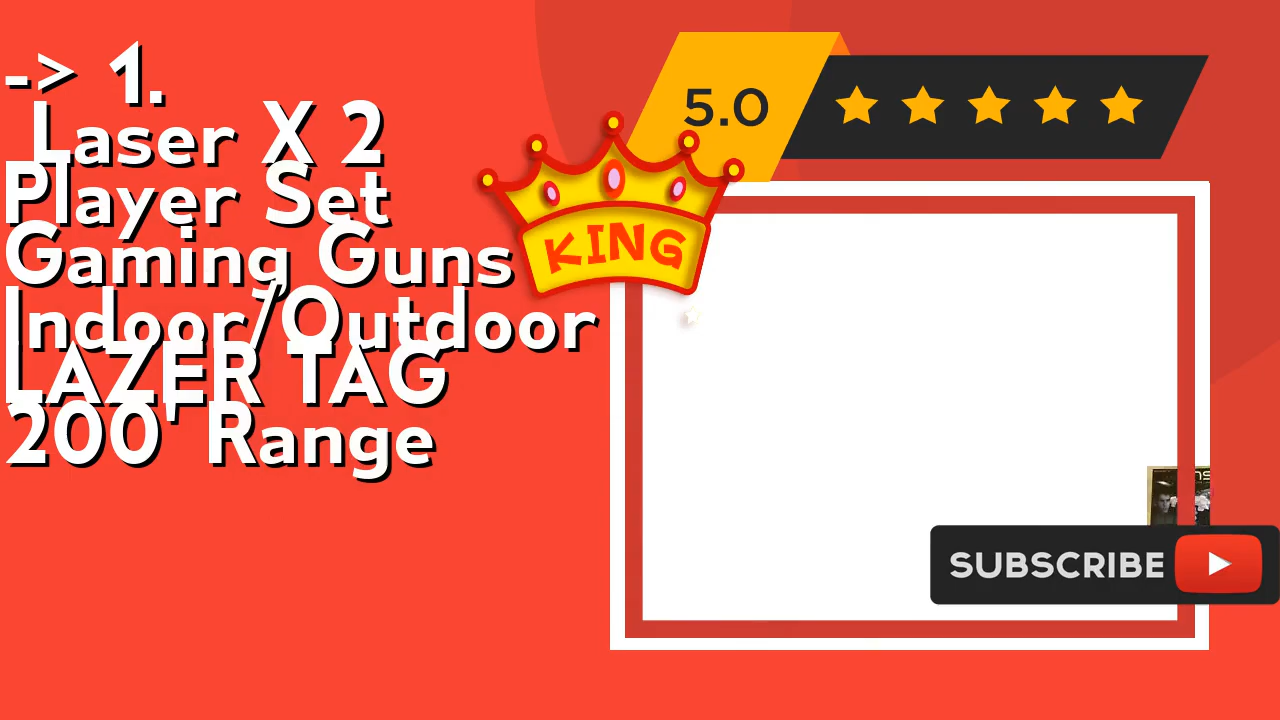 -> 1.
Laser X 2
Player Set
Gaming Guns
Indoor/Outdoor
LAZER TAG
200' Range
5.0
KING
SUBSCRIBE